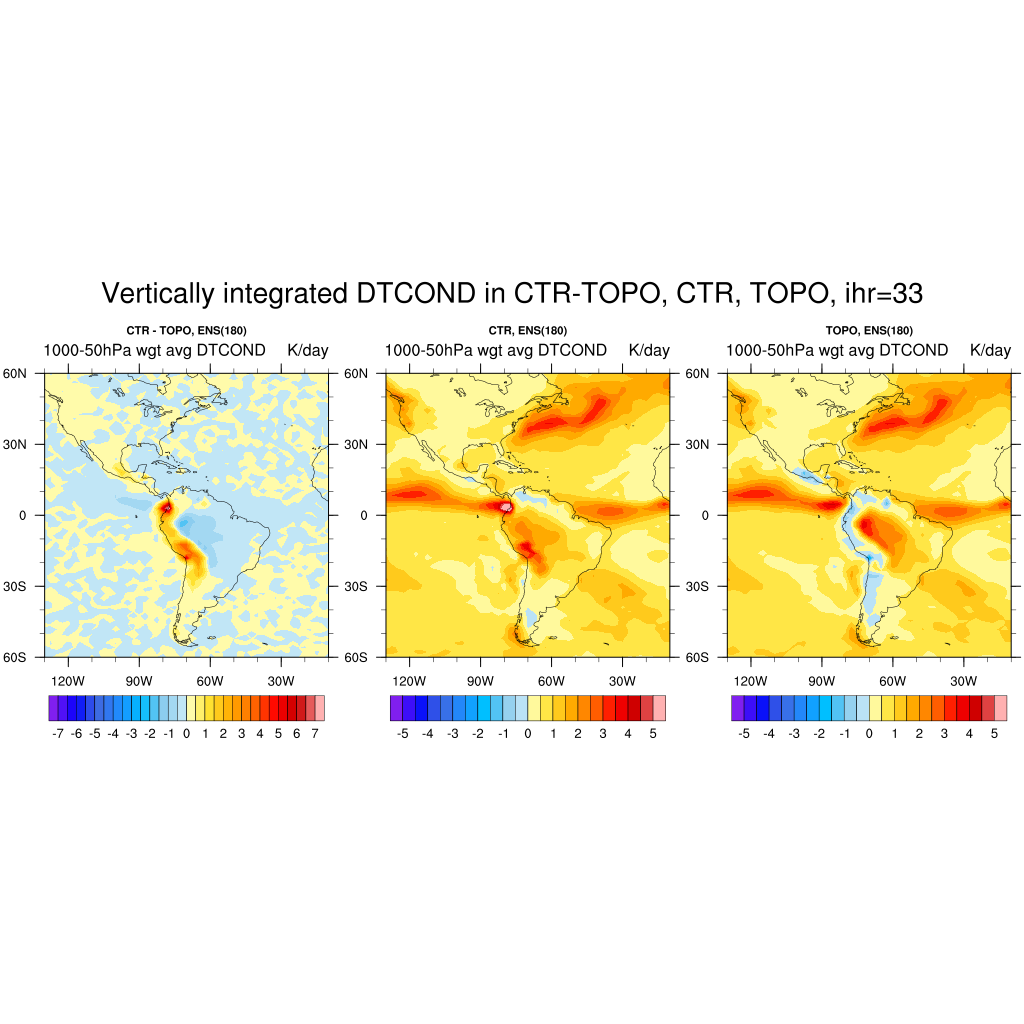 Vertically integrated DTCOND in CTR-TOPO, CTR, TOPO, ihr=33
CTR - TOPO, ENS(180)
1000-50hPa wgt avg DTCOND K/day
60N
30N
0
30S
60S
120W 90W 60W 30W
-7 -6 -5 -4 -3 -2 -1 0 1 2 3 4 5 6 7
CTR, ENS(180)
1000-50hPa wgt avg DTCOND K/day
60N
30N
0
30S
60S
120W 90W 60W 30W
-5 -4 -3 -2 -1 0 1 2 3 4 5
TOPO, ENS(180)
1000-50hPa wgt avg DTCOND K/day
60N
30N
0
30S
60S
120W 90W 60W 30W
-5 -4 -3 -2 -1 0 1 2 3 4 5